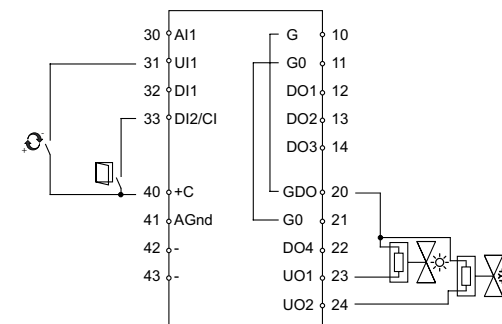 30 AI1 G 10
31 UI1 G0 11
32 DI1 DO1 12
33 DI2/CI DO2 13
DO3 14
40 +C GDO 20
41 AGnd G0 21
42 - DO4 22
43 - UO1 23
UO2 24